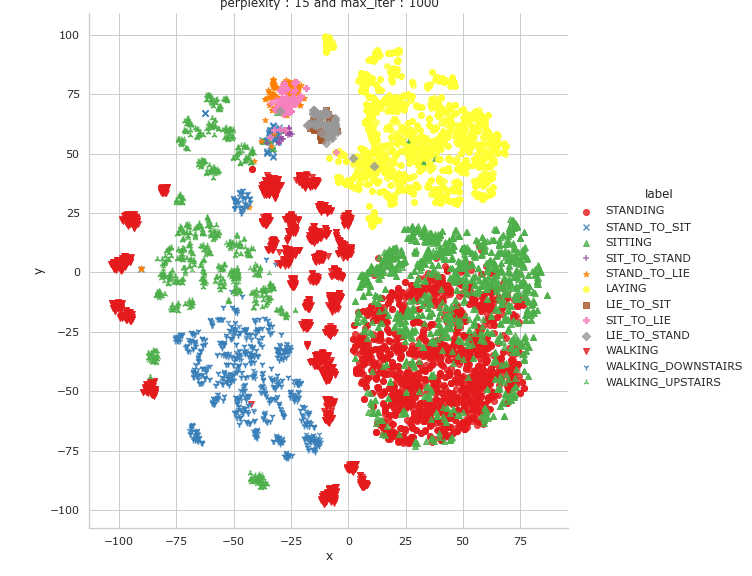 perplexity : 15 and max_iter : 1000
100
75
50
25
0
−25
−50
−75
−100
y
−100 −75 −50 −25 0 25 50 75
x
label
STANDING
STAND_TO_SIT
SITTING
SIT_TO_STAND
STAND_TO_LIE
LAYING
LIE_TO_SIT
SIT_TO_LIE
LIE_TO_STAND
WALKING
WALKING_DOWNSTAIRS
WALKING_UPSTAIRS